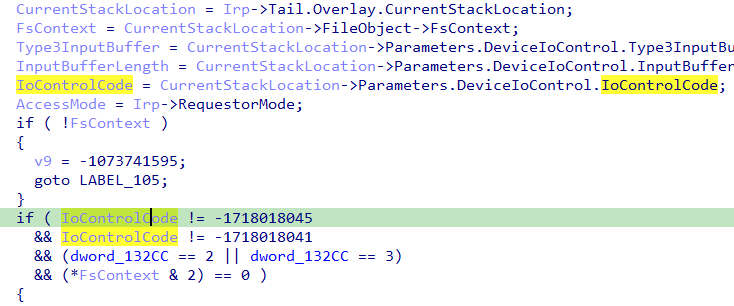 CurrentStackLocation = Irp->Tail.Overlay.CurrentStackLocation;
FsContext = CurrentStackLocation->FileObject->FsContext;
Type3InputBuffer = CurrentStackLocation->Parameters.DeviceIoControl.Type3InputBu
InputBufferLength = CurrentStackLocation->Parameters.DeviceIoControl.InputBuffer
IoControlCode = CurrentStackLocation->Parameters.DeviceIoControl.IoControlCode;
AccessMode = Irp->RequestorMode;
if ( !FsContext )
{
v9 = -1073741595;
goto LABEL_105;
}
if ( IoControlCode != -1718018045
&& IoControlCode != -1718018041
&& (dword_132CC == 2 || dword_132CC == 3)
&& (*FsContext & 2) == 0 )
{